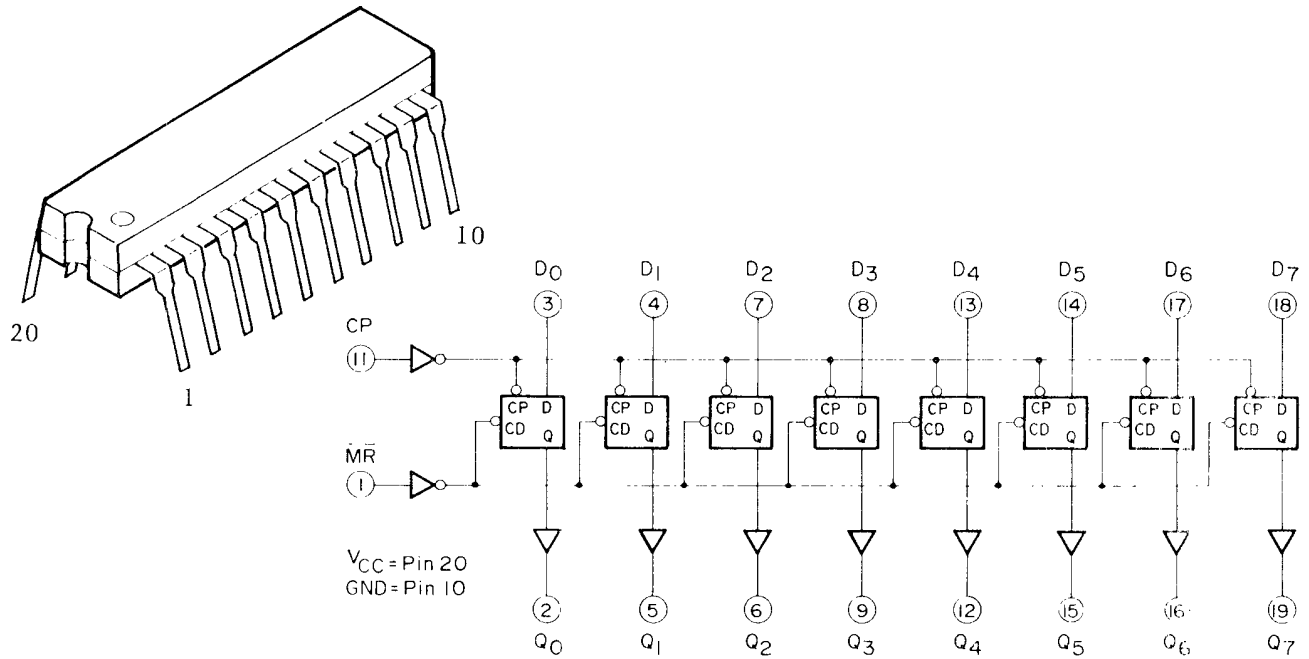 10
20
1
D0 D1 D2 D3 D4 D5 D6 D7
3 4 7 8 13 14 17 18
CP
11
CP D CP D CP D CP D CP D CP D CP D CP D
CD Q CD Q CD Q CD Q CD Q CD Q CD Q CD Q
M̅R̅
1
VCC = Pin 20
GND = Pin 10
2 5 6 9 12 15 16 19
Q0 Q1 Q2 Q3 Q4 Q5 Q6 Q7